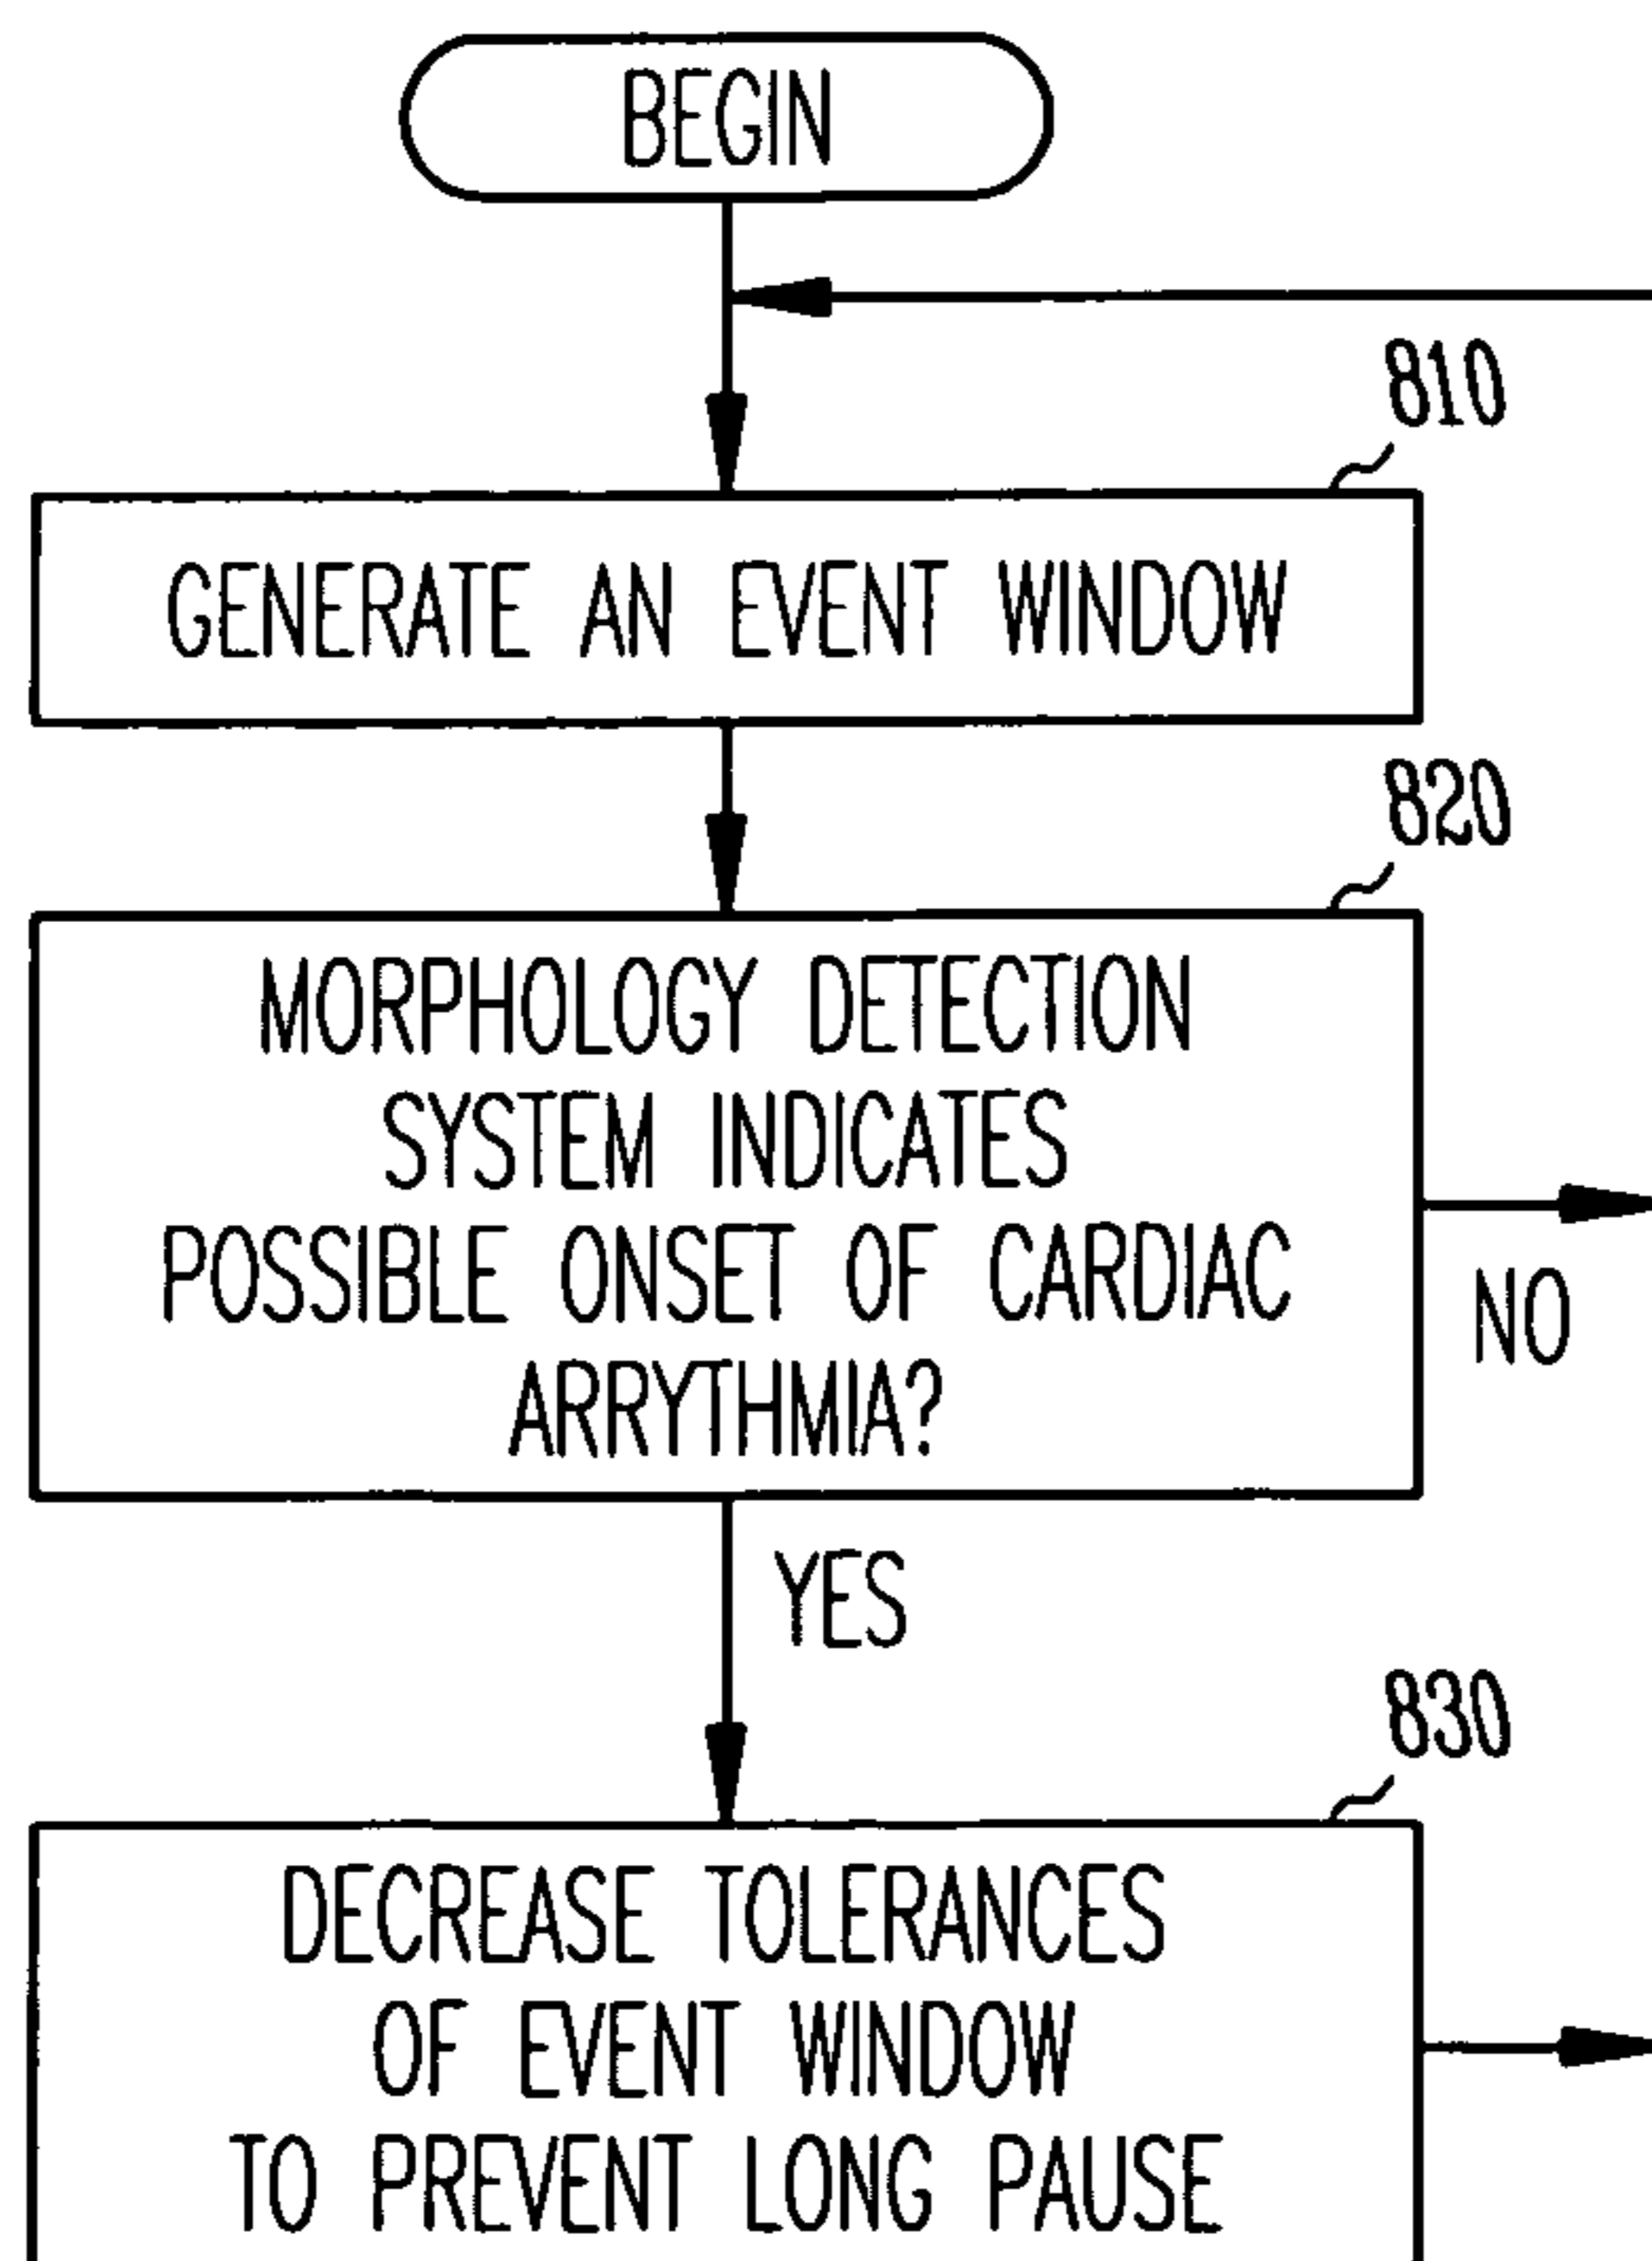 BEGIN
810
GENERATE AN EVENT WINDOW
820
MORPHOLOGY DETECTION
SYSTEM INDICATES
POSSIBLE ONSET OF CARDIAC
ARRYTHMIA?
NO
YES
830
DECREASE TOLERANCES
OF EVENT WINDOW
TO PREVENT LONG PAUSE